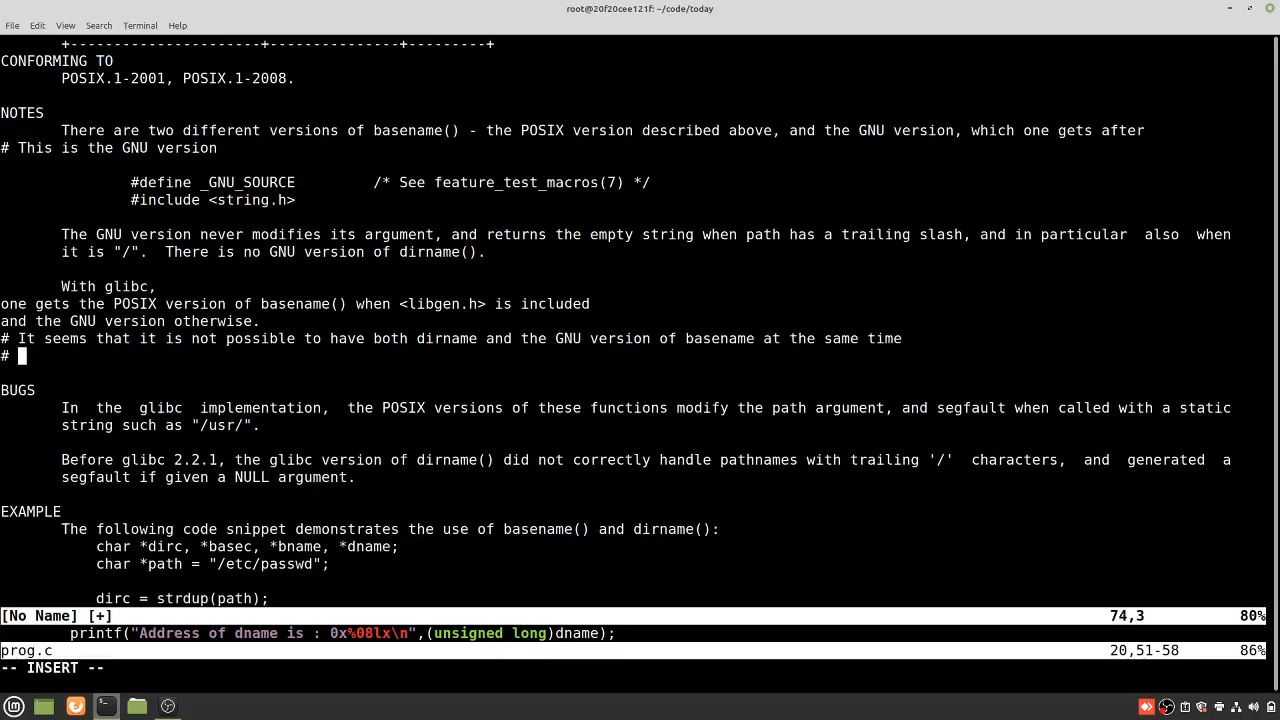 root@20f20cee121f: ~/code/today
File Edit View Search Terminal Help
+----------------------+---------------+---------+
CONFORMING TO
POSIX.1-2001, POSIX.1-2008.
NOTES
There are two different versions of basename() - the POSIX version described above, and the GNU version, which one gets after
# This is the GNU version
#define _GNU_SOURCE /* See feature_test_macros(7) */
#include <string.h>
The GNU version never modifies its argument, and returns the empty string when path has a trailing slash, and in particular also when
it is "/". There is no GNU version of dirname().
With glibc,
one gets the POSIX version of basename() when <libgen.h> is included
and the GNU version otherwise.
# It seems that it is not possible to have both dirname and the GNU version of basename at the same time
#
BUGS
In the glibc implementation, the POSIX versions of these functions modify the path argument, and segfault when called with a static
string such as "/usr/".
Before glibc 2.2.1, the glibc version of dirname() did not correctly handle pathnames with trailing '/' characters, and generated a
segfault if given a NULL argument.
EXAMPLE
The following code snippet demonstrates the use of basename() and dirname():
char *dirc, *basec, *bname, *dname;
char *path = "/etc/passwd";
dirc = strdup(path);
[No Name] [+] 74,3 80%
printf("Address of dname is : 0x%08lx\n",(unsigned long)dname);
prog.c 20,51-58 86%
-- INSERT --